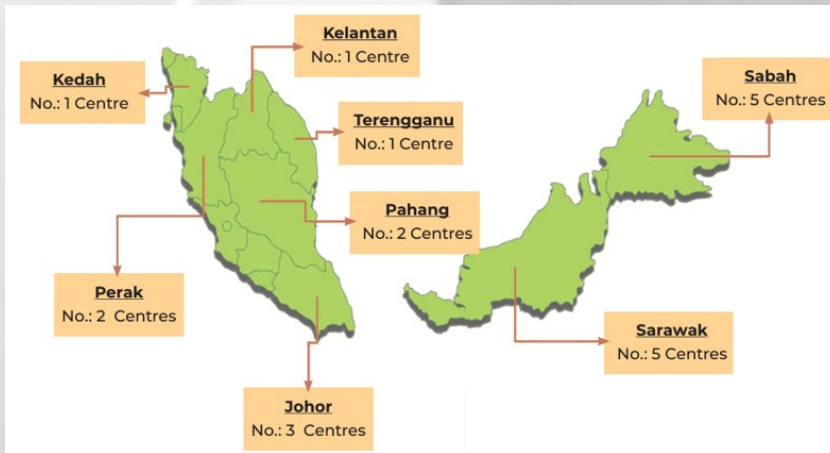 Kelantan
No.: 1 Centre
Kedah
No.: 1 Centre
Terengganu
No.: 1 Centre
Sabah
No.: 5 Centres
Pahang
No.: 2 Centres
Perak
No.: 2 Centres
Sarawak
No.: 5 Centres
Johor
No.: 3 Centres